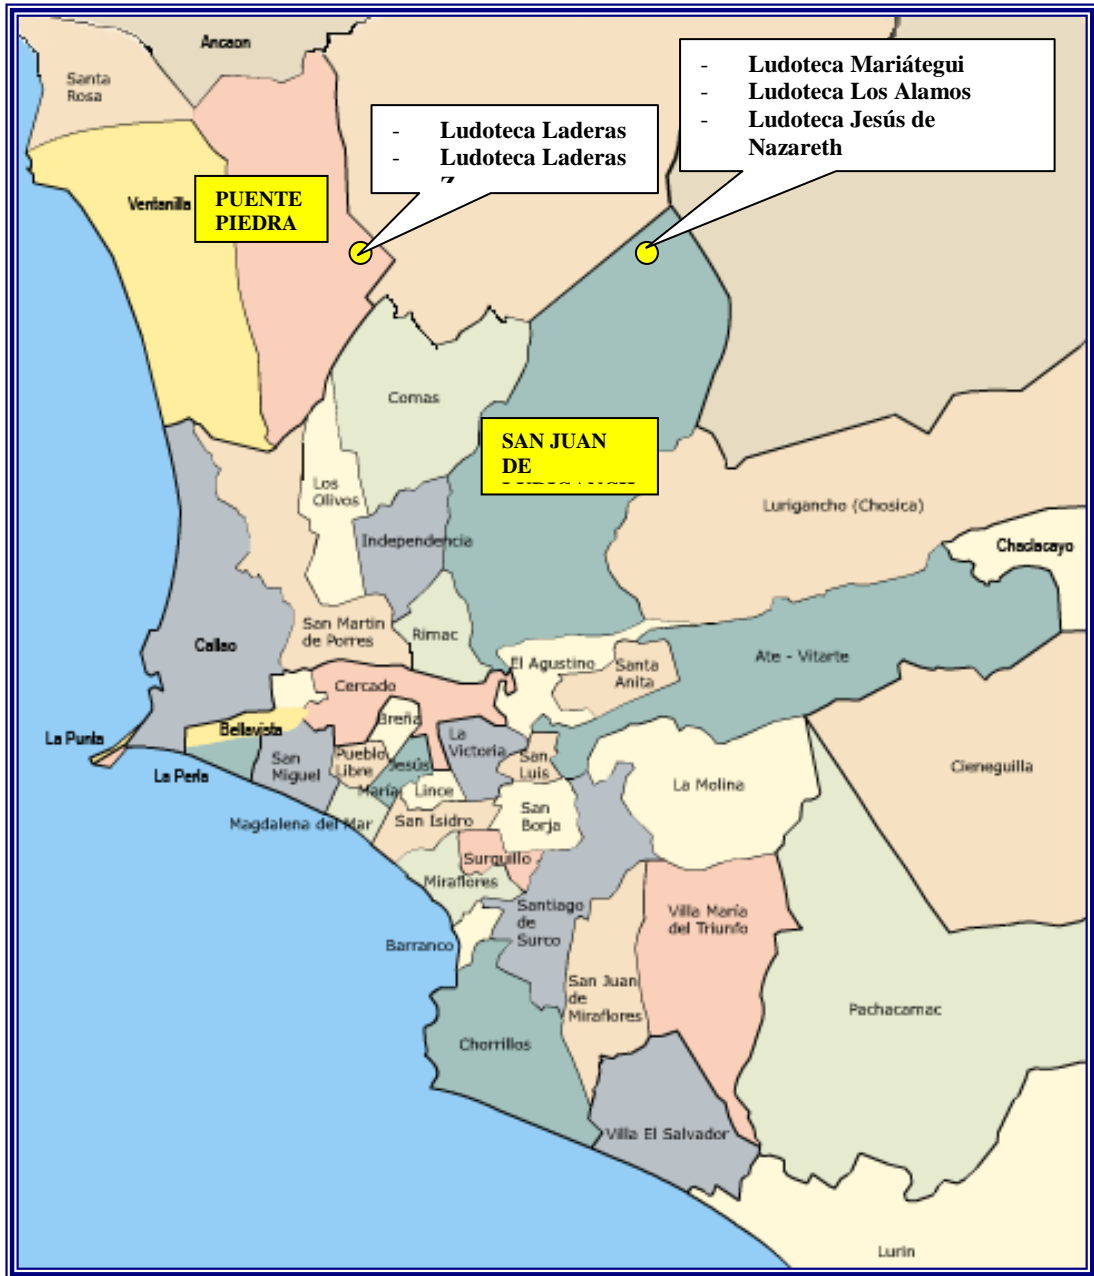 Ancaon
Santa
Rosa
- Ludoteca Mariátegui
- Ludoteca Los Alamos
- Ludoteca Jesús de
Nazareth
- Ludoteca Laderas
- Ludoteca Laderas
Ventanilla
PUENTE
PIEDRA
Comas
SAN JUAN
DE
Los
Olivos
Lurigancho (Chosica)
Independencia
Chaclacayo
San Martin
de Porres
Rimac
Callao
El Agustino
Santa
Anita
Ate - Vitarte
Cercado
Breña
La Punta
Bellavista
La
Victoria
San
Miguel
Pueblo
Libre
Jesús
María
San
Luis
La Perla
Lince
La Molina
Cieneguilla
Magdalena del Mar
San Isidro
San
Borja
Surquillo
Miraflores
Santiago
de
Surco
Villa María
del Triunfo
Barranco
San Juan
de
Miraflores
Pachacamac
Chorrillos
Villa El Salvador
Lurin